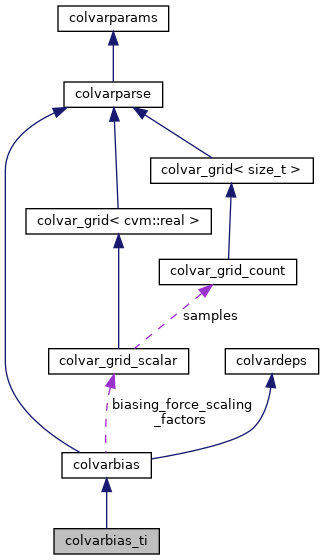 colvarparams
colvarparse
colvar_grid< size_t >
colvar_grid< cvm::real >
colvar_grid_count
samples
colvar_grid_scalar
colvardeps
biasing_force_scaling
_factors
colvarbias
colvarbias_ti